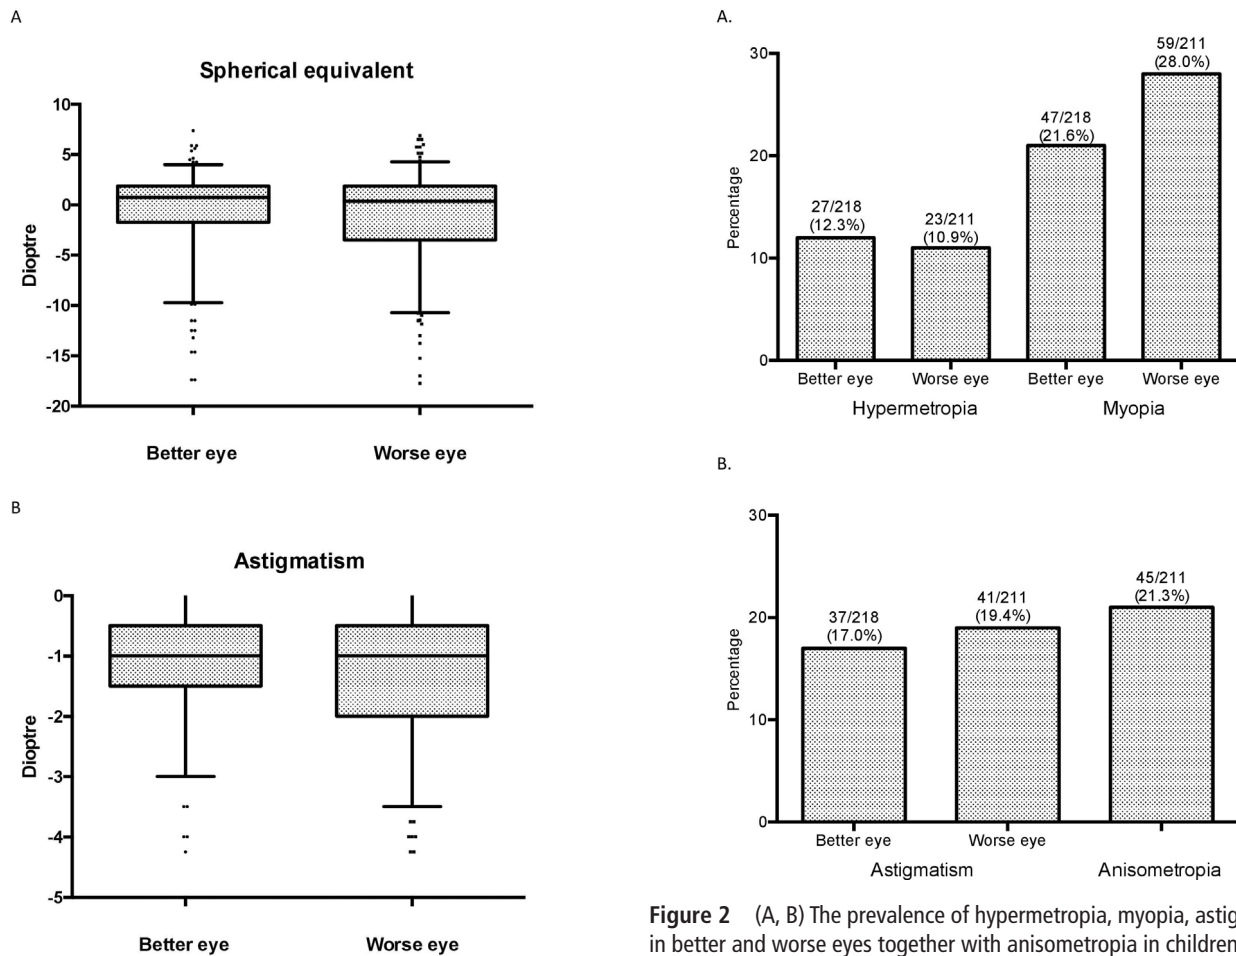 A
Spherical equivalent
10
5
0
-5
-10
-15
-20
Dioptre
Better eye Worse eye
B
Astigmatism
0
-1
-2
-3
-4
-5
Dioptre
Better eye Worse eye
A.
30
20
10
0
Percentage
27/218
(12.3%)
23/211
(10.9%)
47/218
(21.6%)
59/211
(28.0%)
Better eye Worse eye Better eye Worse eye
Hypermetropia Myopia
B.
30
20
10
0
Percentage
37/218
(17.0%)
41/211
(19.4%)
45/211
(21.3%)
Better eye Worse eye
Astigmatism Anisometropia
Figure 2 (A, B) The prevalence of hypermetropia, myopia, astig
in better and worse eyes together with anisometropia in children